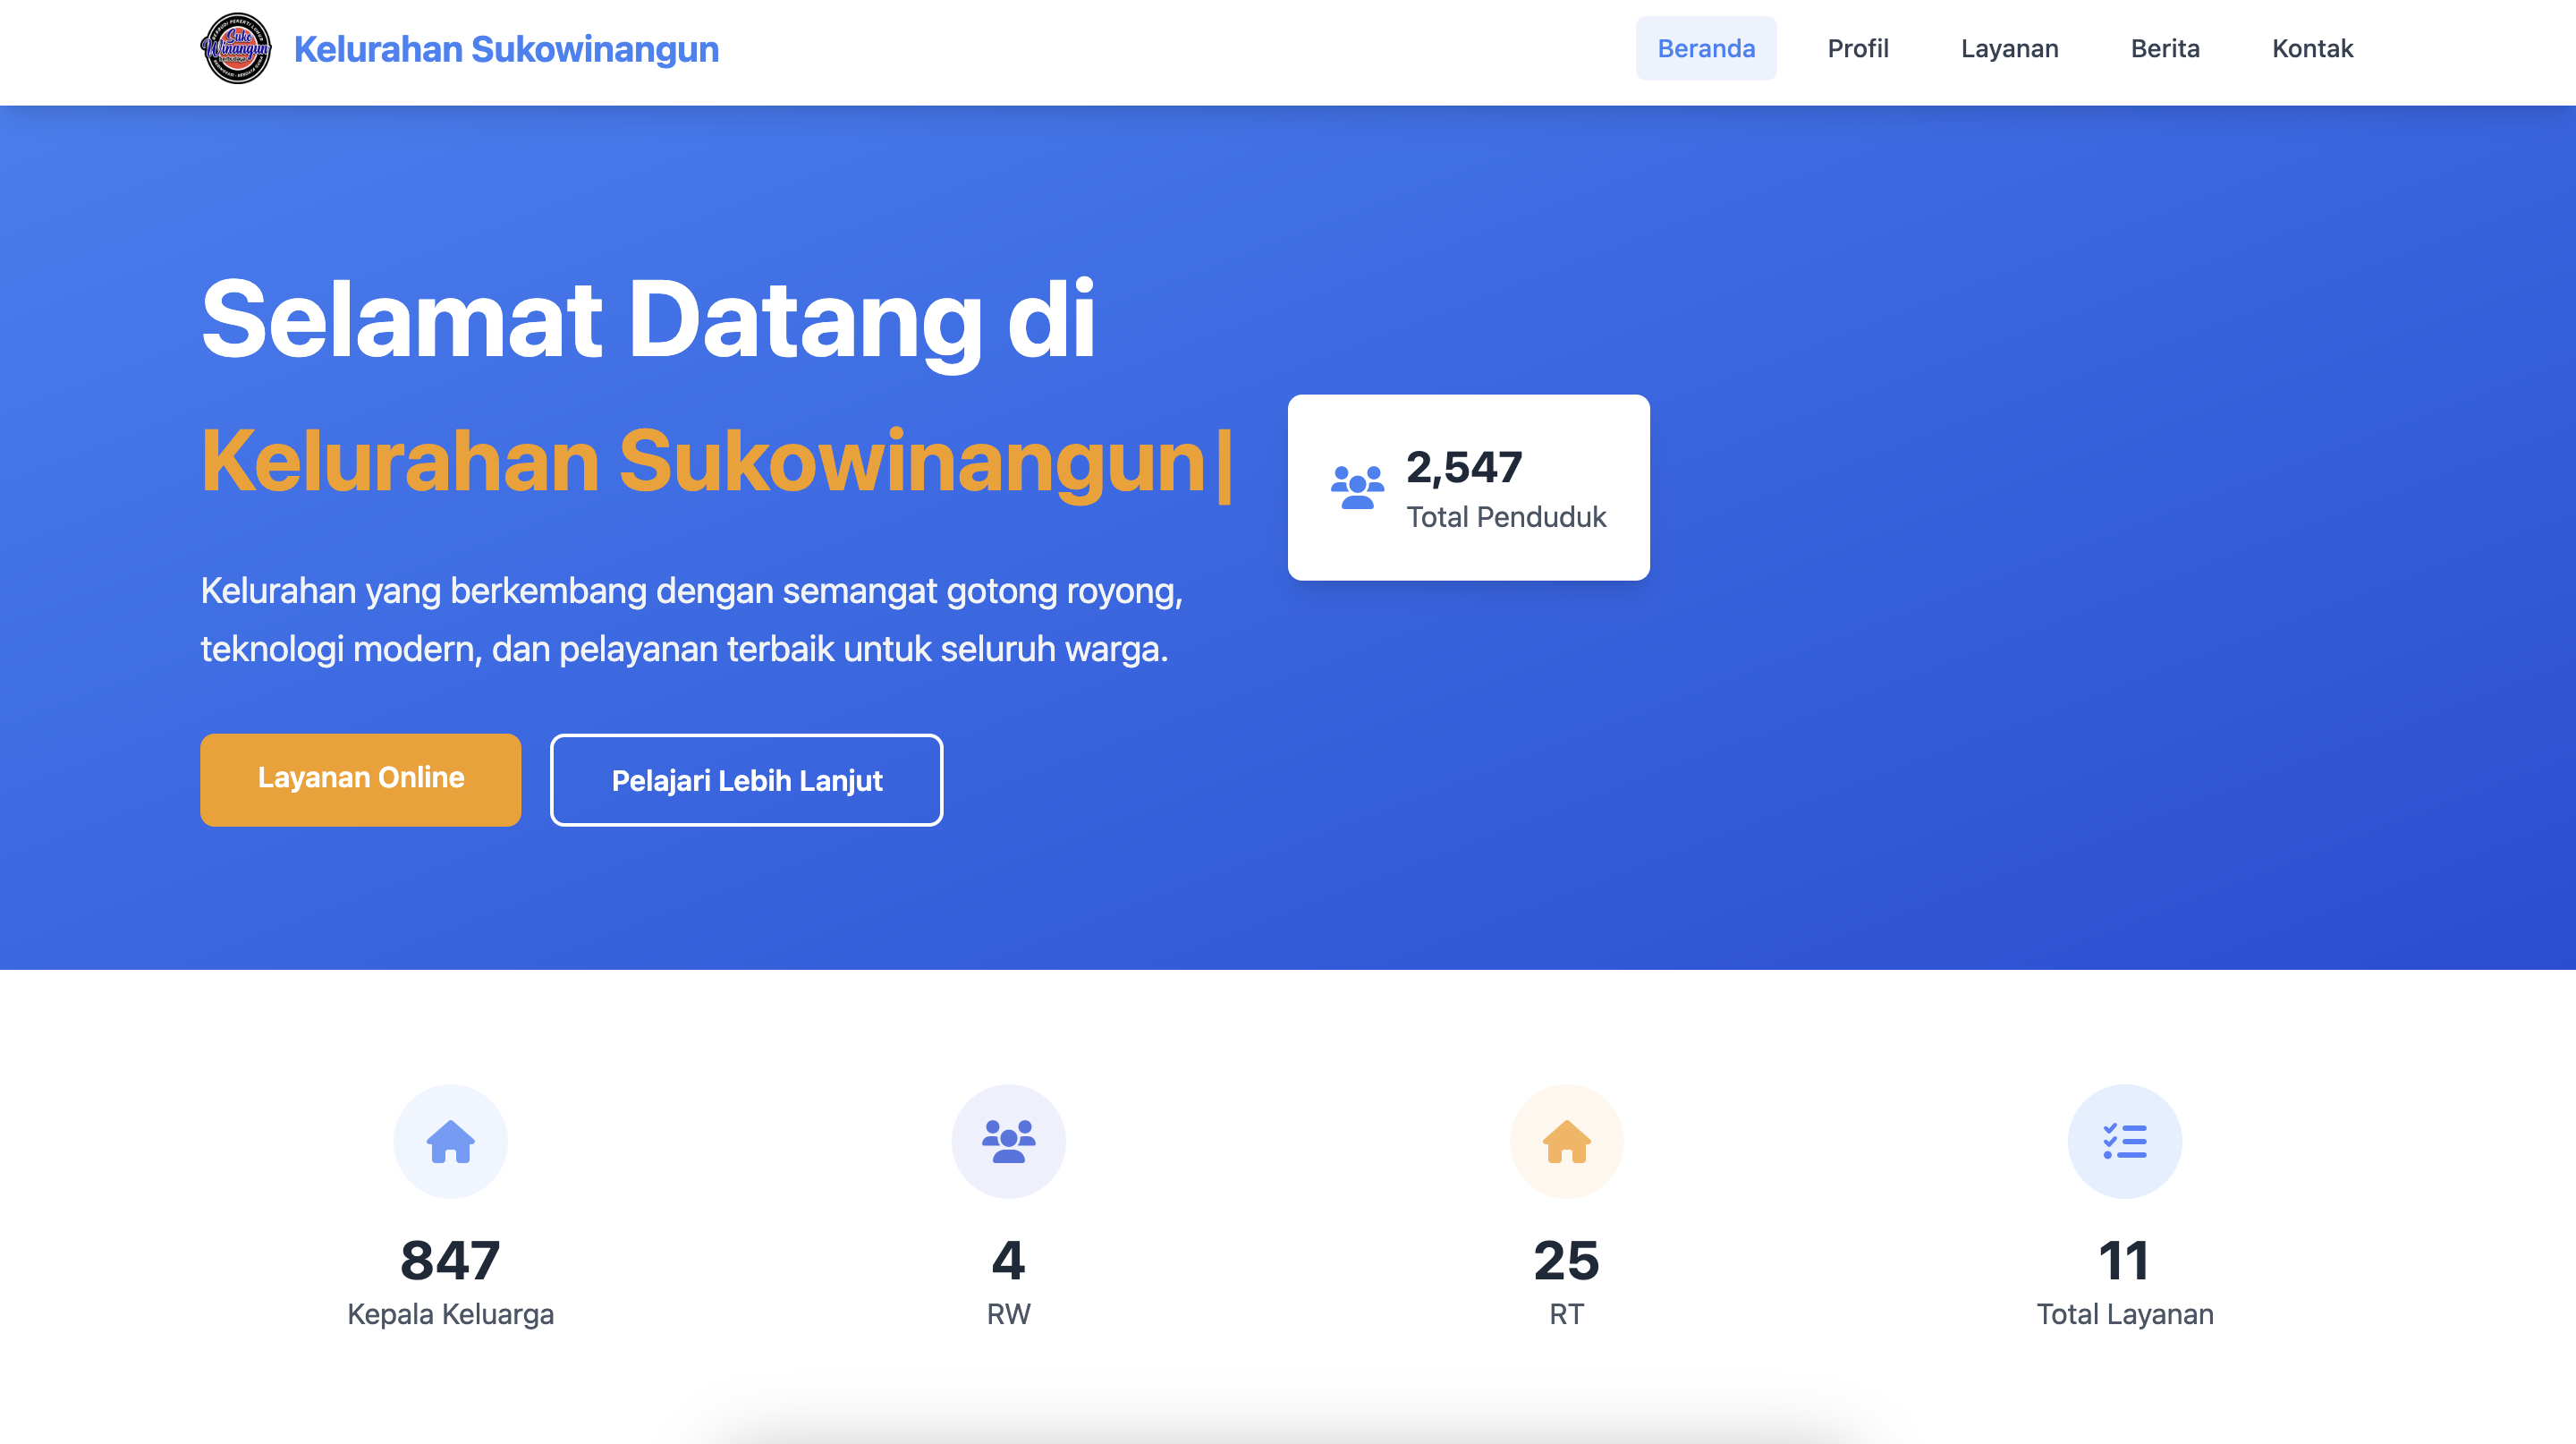 Suko
Winangun
Kelurahan Sukowinangun
Beranda
Profil
Layanan
Berita
Kontak
Selamat Datang di
Kelurahan Sukowinangun|
2,547
Total Penduduk
Kelurahan yang berkembang dengan semangat gotong royong,
teknologi modern, dan pelayanan terbaik untuk seluruh warga.
Layanan Online
Pelajari Lebih Lanjut
847
Kepala Keluarga
4
RW
25
RT
11
Total Layanan